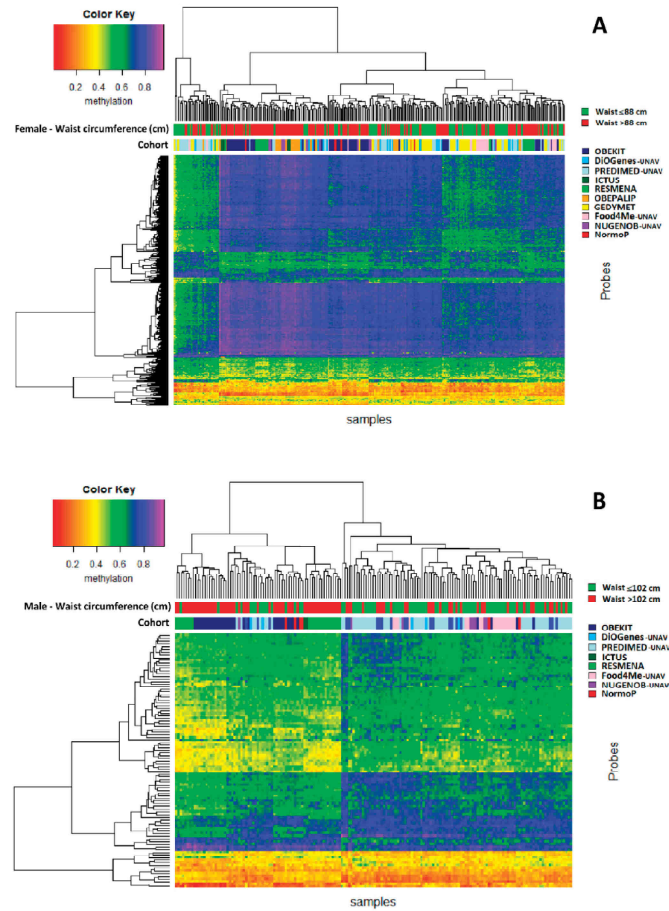 Color Key
A
0.2 0.4 0.6 0.8
methylation
Waist ≤88 cm
Waist >88 cm
Female - Waist circumference (cm)
Cohort
OBEKIT
DiOGenes-UNAV
PREDIMED-UNAV
ICTUS
RESMENA
OBEPALIP
GEDYMET
Food4Me-UNAV
NUGENOB-UNAV
NormoP
Probes
samples
Color Key
B
0.2 0.4 0.6 0.8
methylation
Waist ≤102 cm
Waist >102 cm
Male - Waist circumference (cm)
Cohort
OBEKIT
DiOGenes-UNAV
PREDIMED-UNAV
ICTUS
RESMENA
Food4Me-UNAV
NUGENOB-UNAV
NormoP
Probes
samples